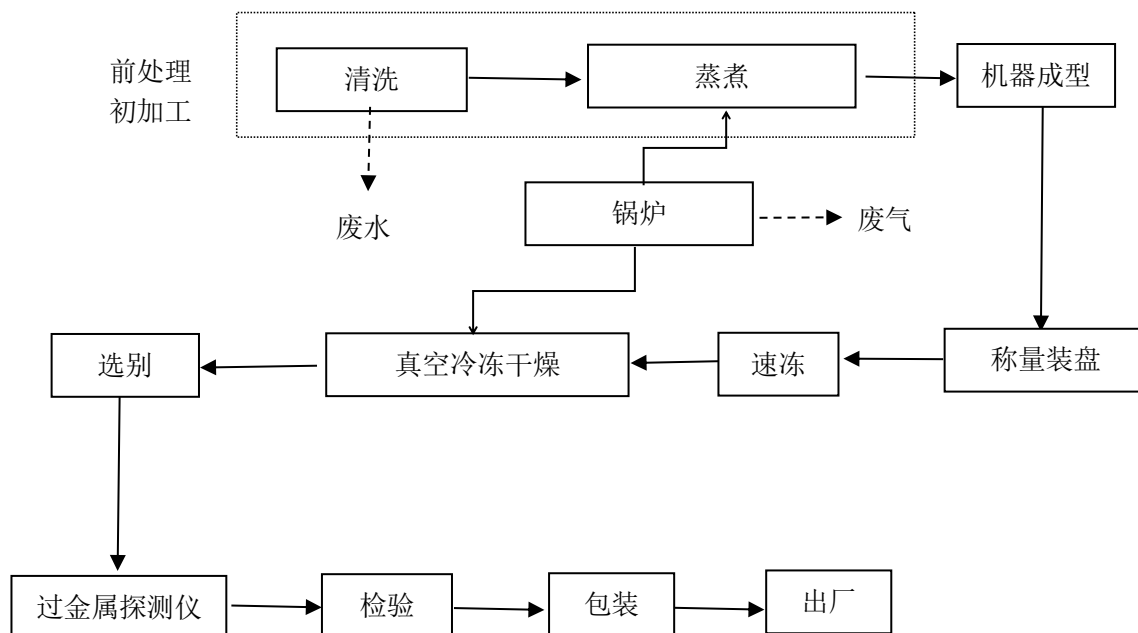 前处理
初加工
清洗
蒸煮
机器成型
锅炉
废水
废气
选别
真空冷冻干燥
速冻
称量装盘
过金属探测仪
检验
包装
出厂